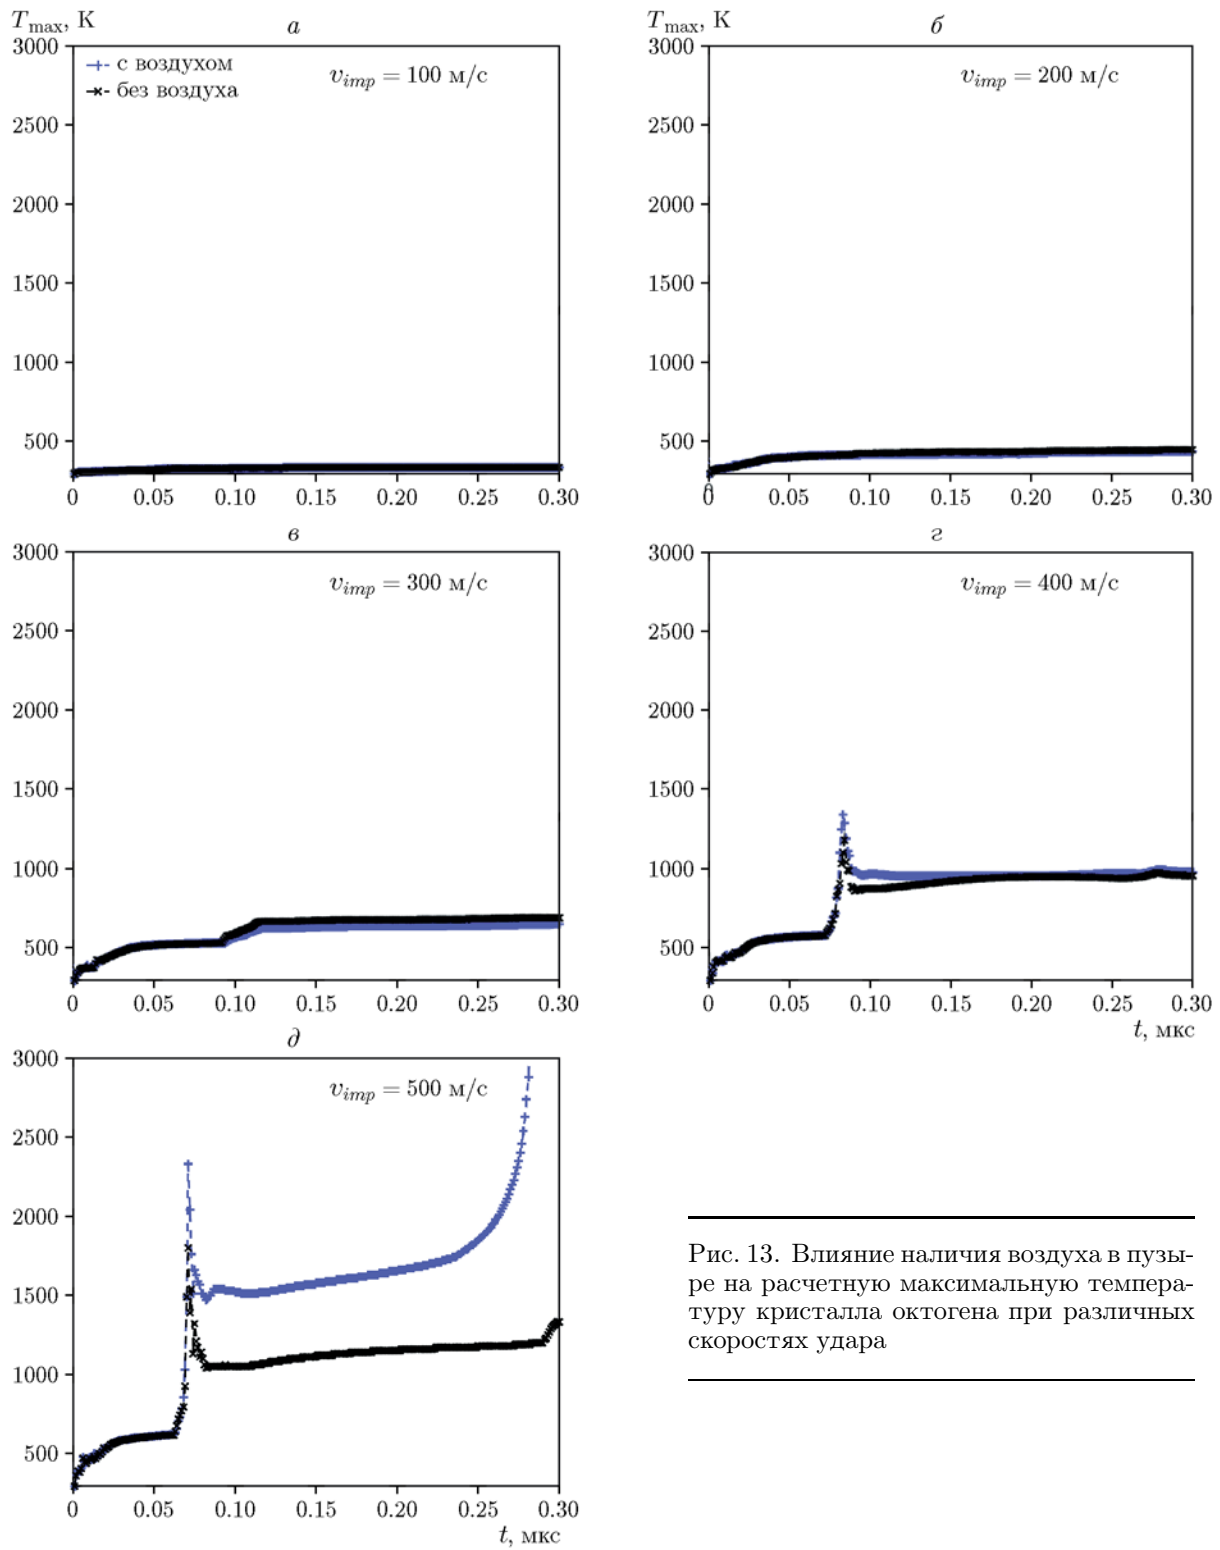 T_max, К
а
3000
с воздухом
без воздуха
v_imp = 100 м/с
2500
2000
1500
1000
500
0 0.05 0.10 0.15 0.20 0.25 0.30
T_max, К
б
3000
v_imp = 200 м/с
2500
2000
1500
1000
500
0 0.05 0.10 0.15 0.20 0.25 0.30
в
3000
v_imp = 300 м/с
2500
2000
1500
1000
500
0 0.05 0.10 0.15 0.20 0.25 0.30
г
3000
v_imp = 400 м/с
2500
2000
1500
1000
500
0 0.05 0.10 0.15 0.20 0.25 0.30
t, мкс
д
3000
v_imp = 500 м/с
2500
2000
1500
1000
500
0 0.05 0.10 0.15 0.20 0.25 0.30
t, мкс
Рис. 13. Влияние наличия воздуха в пузы-
ре на расчетную максимальную темпера-
туру кристалла октогена при различных
скоростях удара